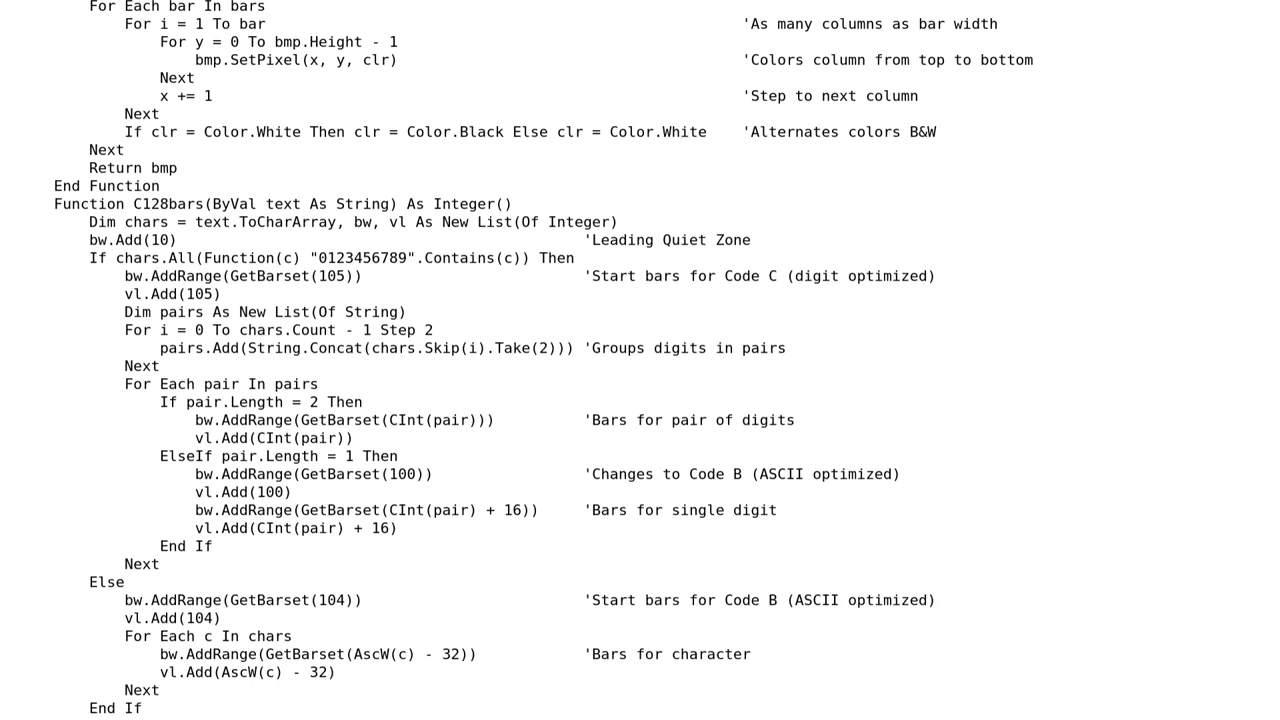 For Each bar In bars
For i = 1 To bar 'As many columns as bar width
For y = 0 To bmp.Height - 1
bmp.SetPixel(x, y, clr) 'Colors column from top to bottom
Next
x += 1 'Step to next column
Next
If clr = Color.White Then clr = Color.Black Else clr = Color.White 'Alternates colors B&W
Next
Return bmp
End Function
Function C128bars(ByVal text As String) As Integer()
Dim chars = text.ToCharArray, bw, vl As New List(Of Integer)
bw.Add(10) 'Leading Quiet Zone
If chars.All(Function(c) "0123456789".Contains(c)) Then
bw.AddRange(GetBarset(105)) 'Start bars for Code C (digit optimized)
vl.Add(105)
Dim pairs As New List(Of String)
For i = 0 To chars.Count - 1 Step 2
pairs.Add(String.Concat(chars.Skip(i).Take(2))) 'Groups digits in pairs
Next
For Each pair In pairs
If pair.Length = 2 Then
bw.AddRange(GetBarset(CInt(pair))) 'Bars for pair of digits
vl.Add(CInt(pair))
ElseIf pair.Length = 1 Then
bw.AddRange(GetBarset(100)) 'Changes to Code B (ASCII optimized)
vl.Add(100)
bw.AddRange(GetBarset(CInt(pair) + 16)) 'Bars for single digit
vl.Add(CInt(pair) + 16)
End If
Next
Else
bw.AddRange(GetBarset(104)) 'Start bars for Code B (ASCII optimized)
vl.Add(104)
For Each c In chars
bw.AddRange(GetBarset(AscW(c) - 32)) 'Bars for character
vl.Add(AscW(c) - 32)
Next
End If